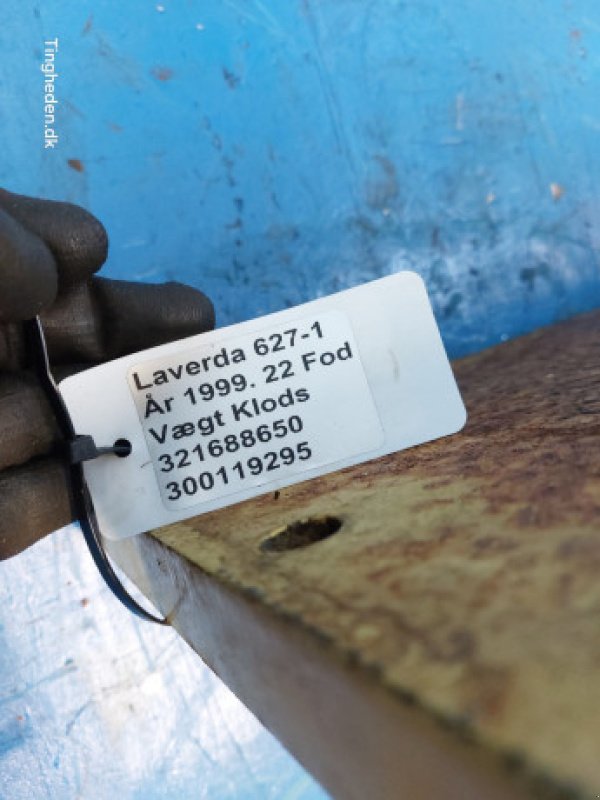 Tingheden.dk
Laverda 627-1
År 1999. 22 Fod
Vægt Klods
321688650
300119295